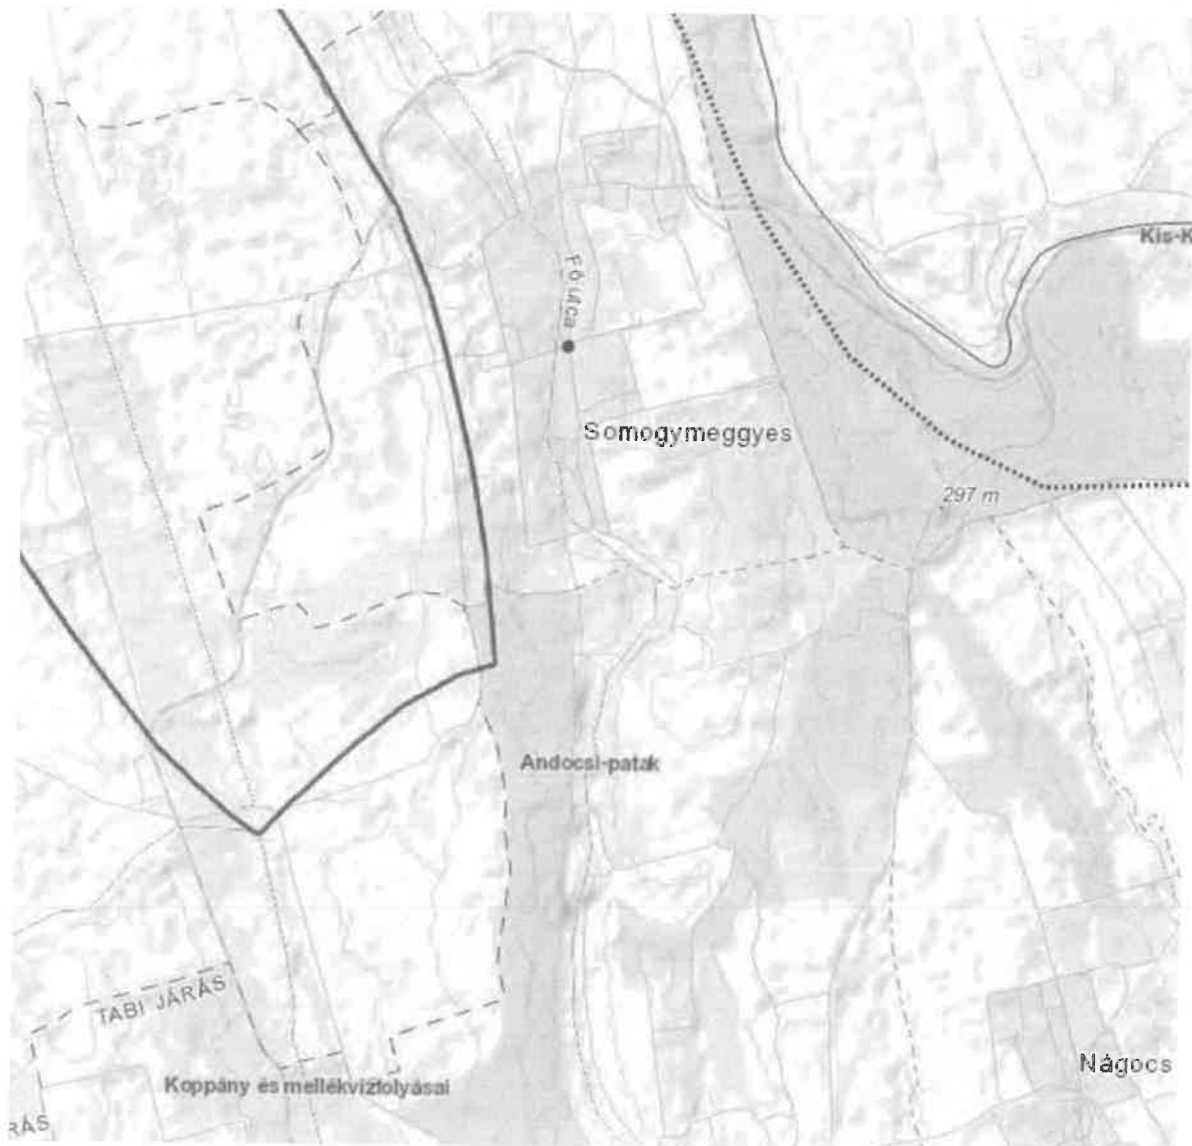 Kis-K
Fő utca
Somogymeggyes
297 m
Andocsi-patak
TABI JÁRÁS
Nágocs
Koppány és mellékvízfolyásai
RÁS